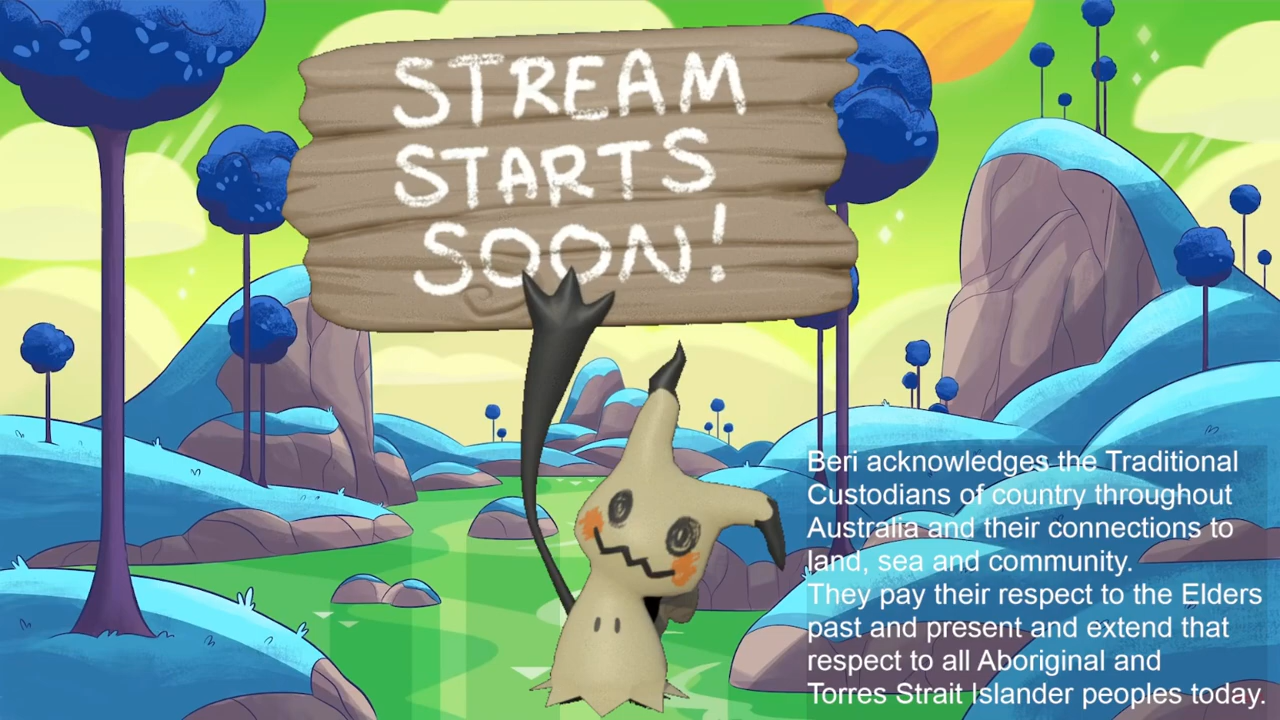 STREAM
STARTS
SOON!
Beri acknowledges the Traditional
Custodians of country throughout
Australia and their connections to
land, sea and community.
They pay their respect to the Elders
past and present and extend that
respect to all Aboriginal and
Torres Strait Islander peoples today.